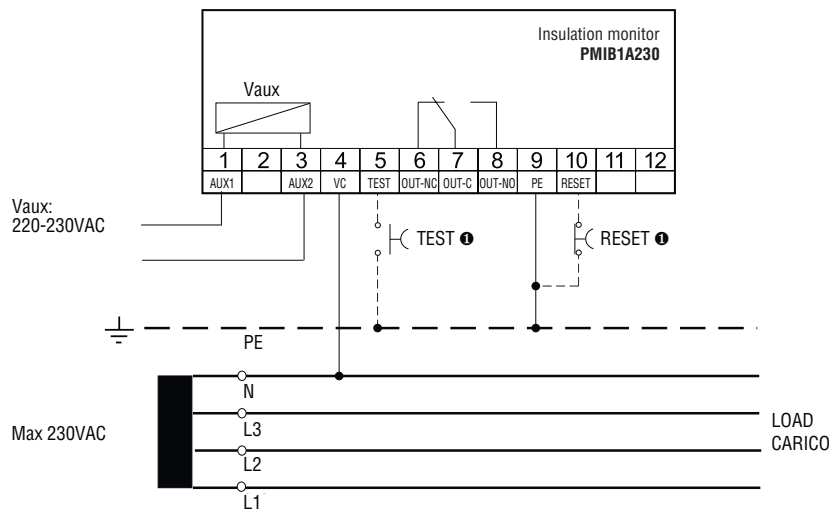 Insulation monitor
PMIB1A230
Vaux
1 2 3 4 5 6 7 8 9 10 11 12
AUX1 AUX2 VC TEST OUT-NC OUT-C OUT-NO PE RESET
Vaux:
220-230VAC
TEST ❶ RESET ❶
PE
N
Max 230VAC
L3
L2
L1
LOAD
CARICO